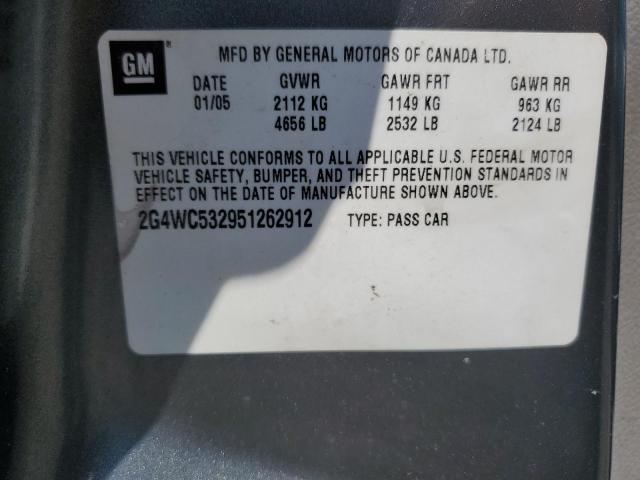 GM ®
MFD BY GENERAL MOTORS OF CANADA LTD.
DATE GVWR GAWR FRT GAWR RR
01/05 2112 KG 1149 KG 963 KG
4656 LB 2532 LB 2124 LB
THIS VEHICLE CONFORMS TO ALL APPLICABLE U.S. FEDERAL MOTOR
VEHICLE SAFETY, BUMPER, AND THEFT PREVENTION STANDARDS IN
EFFECT ON THE DATE OF MANUFACTURE SHOWN ABOVE.
2G4WC532951262912 TYPE: PASS CAR